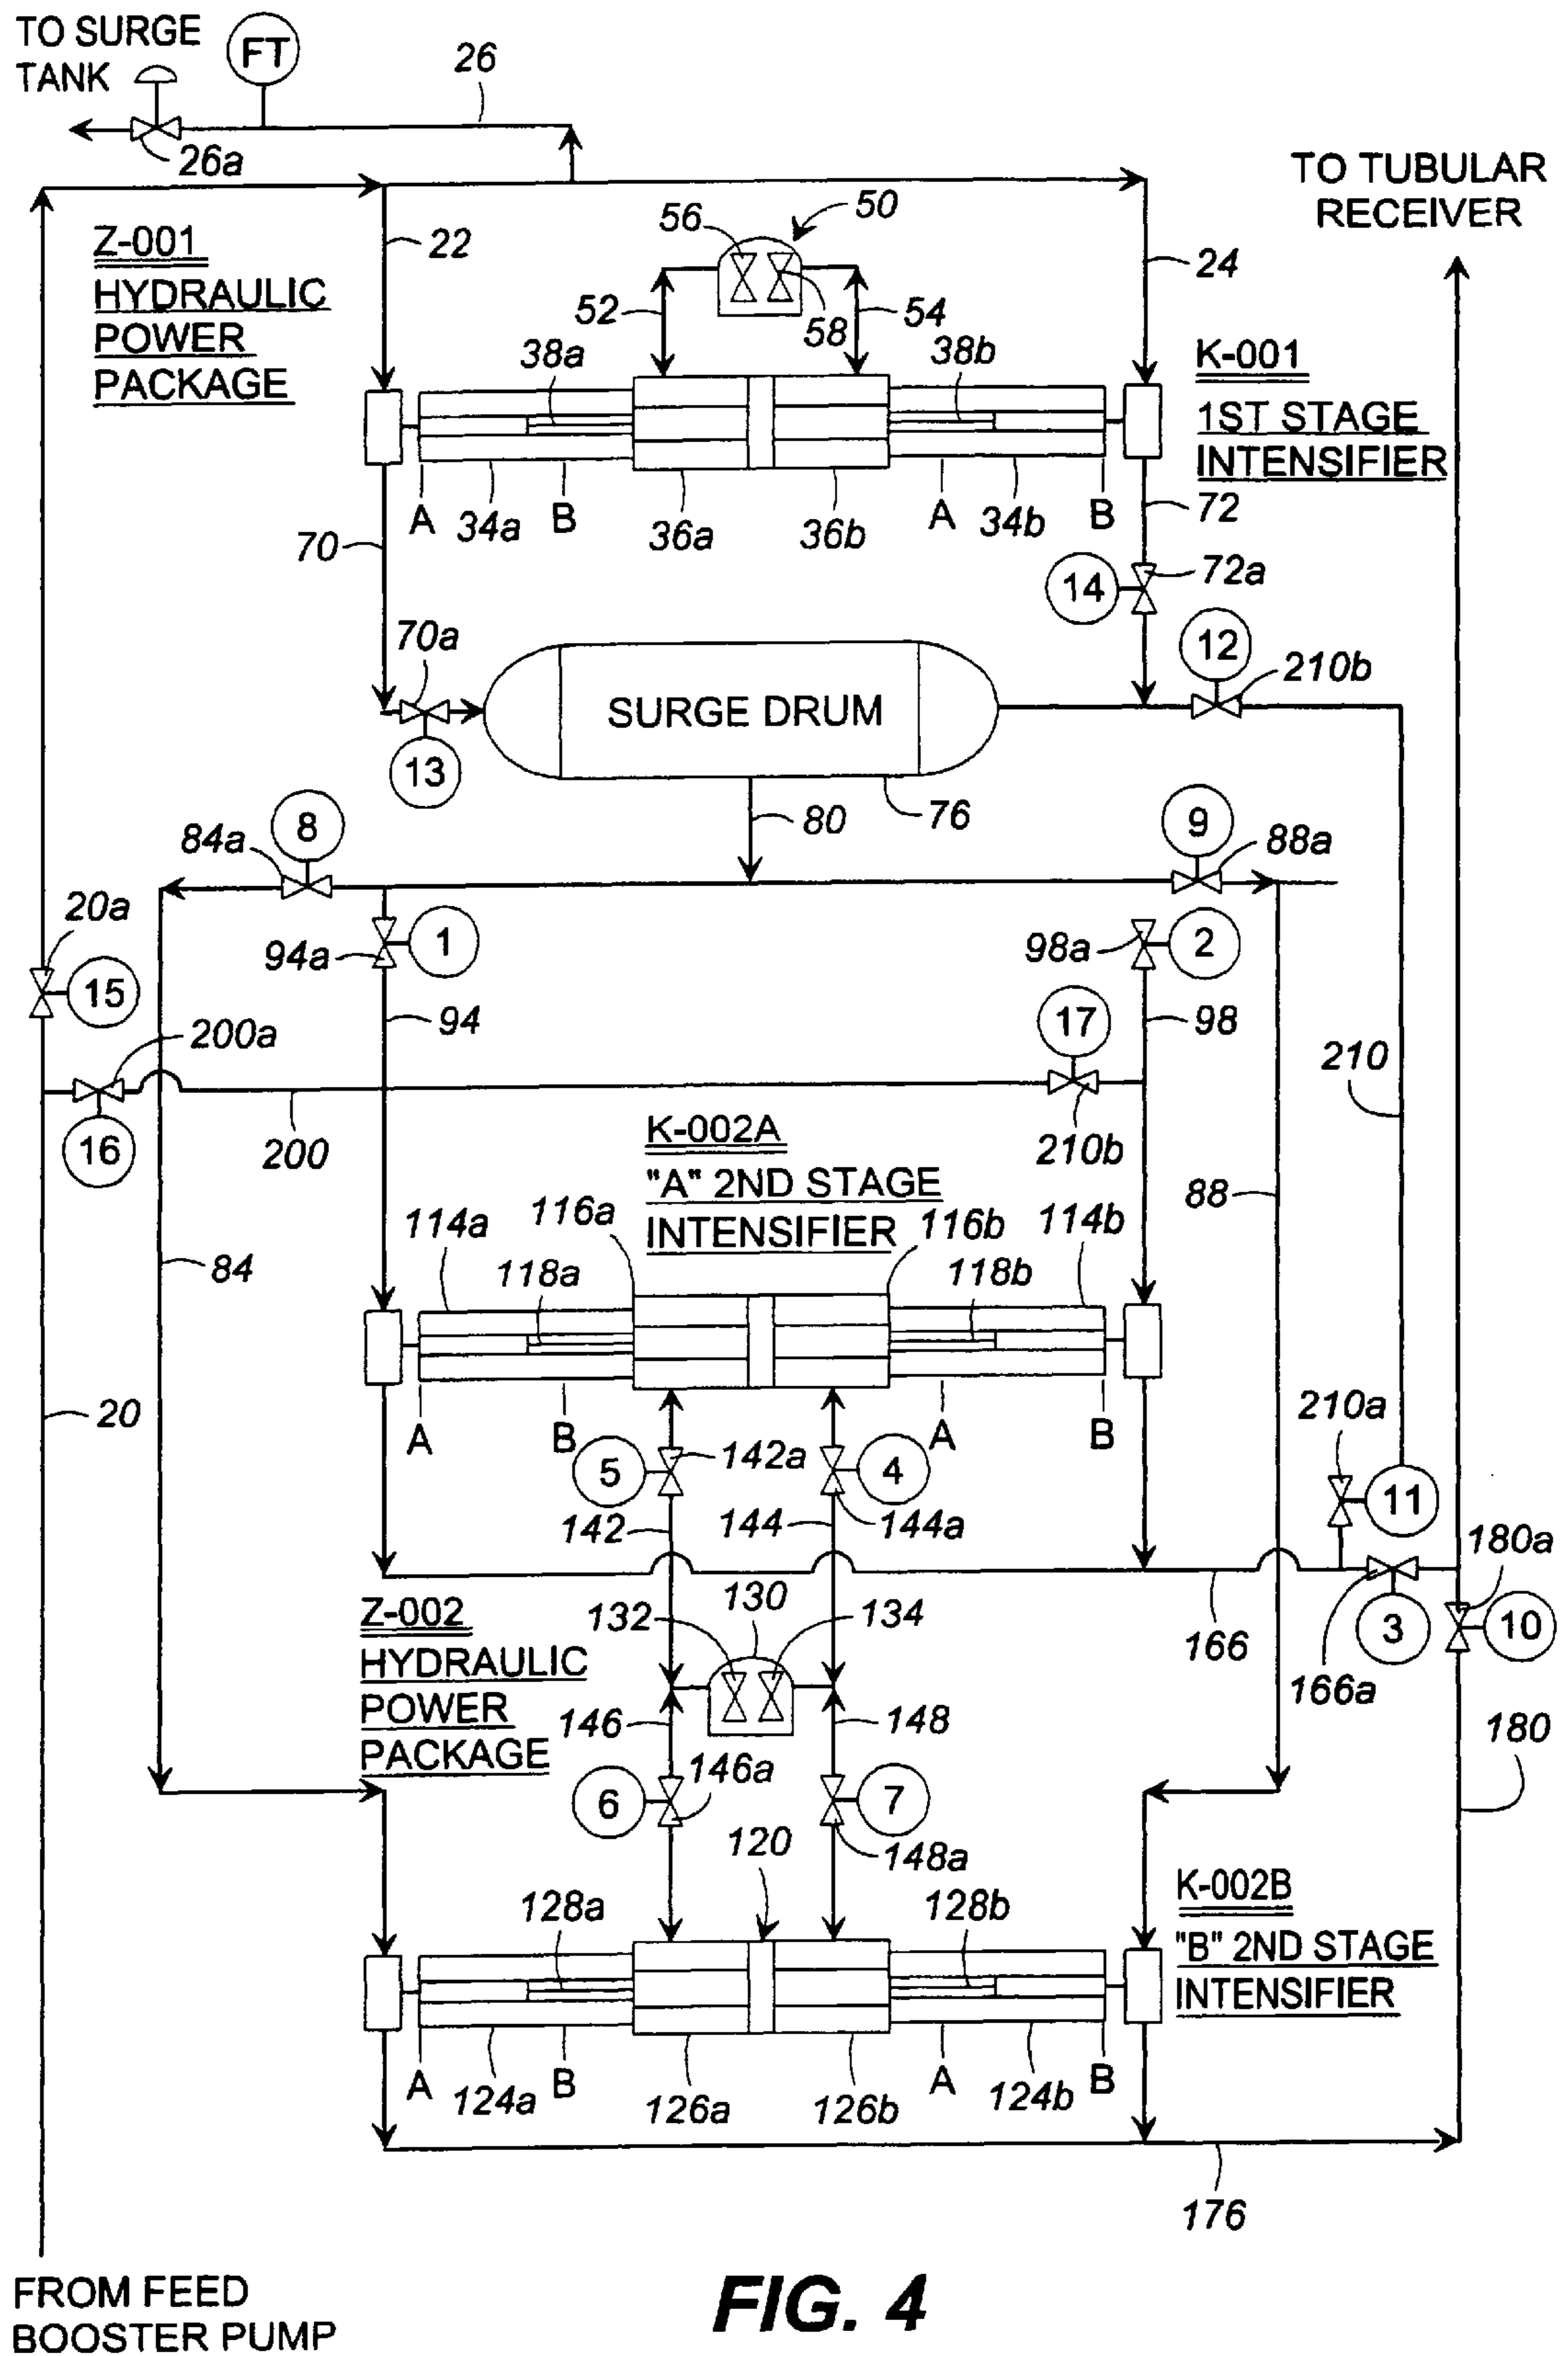 TO SURGE
TANK
FT
26
26a
TO TUBULAR
RECEIVER
Z-001
HYDRAULIC
POWER
PACKAGE
22
56
50
24
52
58
54
38a
38b
K-001
1ST STAGE
INTENSIFIER
A
34a
B
36a
36b
A
34b
B
72
70
14
72a
70a
12
210b
SURGE DRUM
13
84a
8
80
76
9
88a
20a
94a
1
98a
2
15
94
17
98
200a
210
16
200
K-002A
"A" 2ND STAGE
INTENSIFIER
210b
88
114a
116a
116b
114b
84
118a
118b
20
210a
A
B
5
142a
4
A
B
11
142
144
144a
180a
Z-002
HYDRAULIC
POWER
PACKAGE
132
130
134
166
3
10
166a
146
148
180
6
146a
7
120
148a
128a
128b
K-002B
"B" 2ND STAGE
INTENSIFIER
A
124a
B
126a
126b
A
124b
B
176
FROM FEED
BOOSTER PUMP
FIG. 4